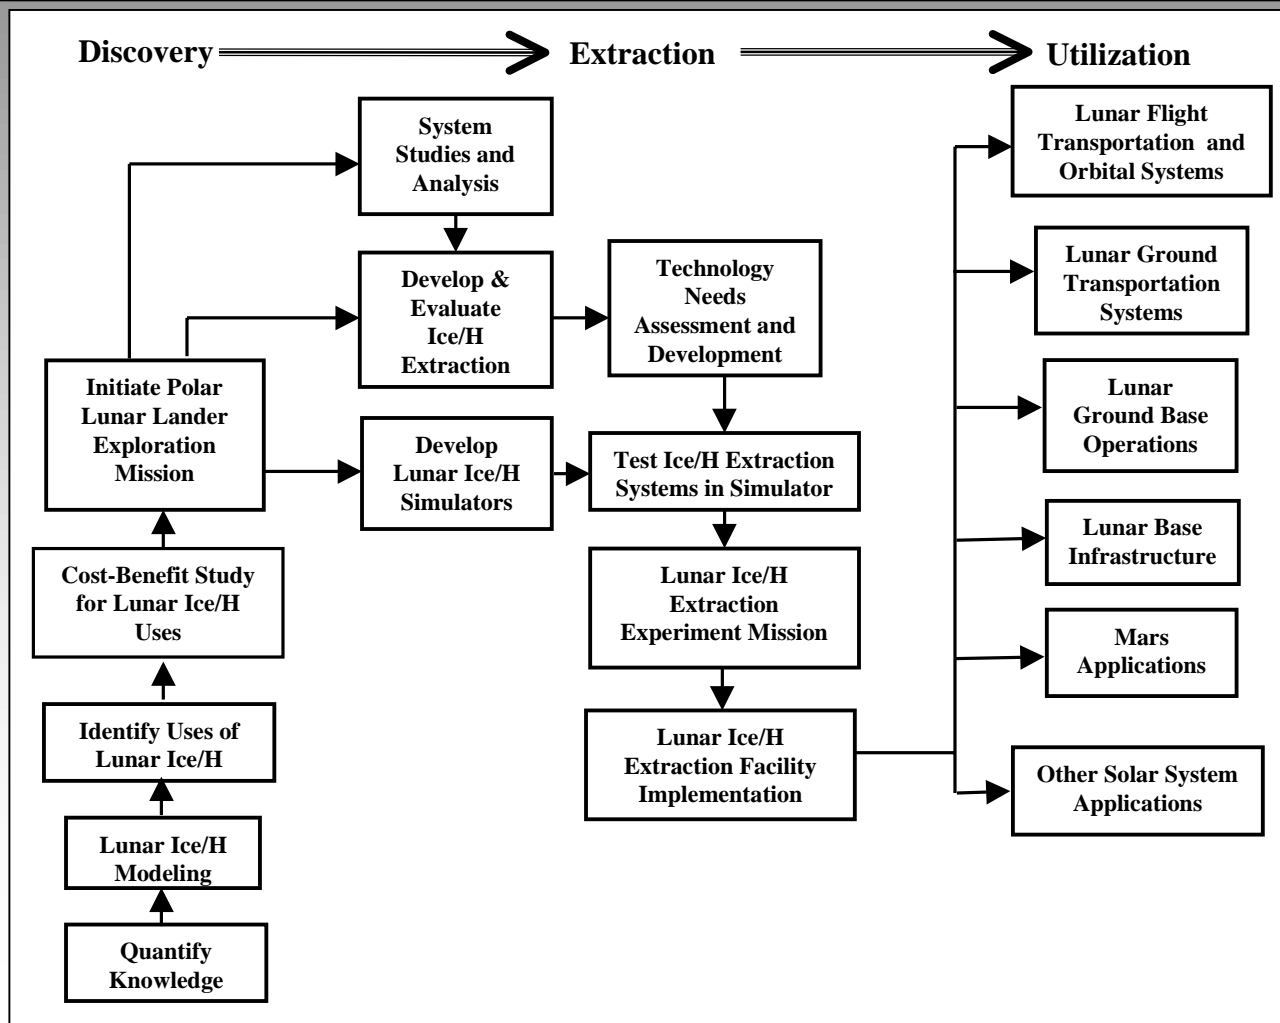 Discovery
Extraction
Utilization
System
Studies and
Analysis
Develop &
Evaluate
Ice/H
Extraction
Initiate Polar
Lunar Lander
Exploration
Mission
Develop
Lunar Ice/H
Simulators
Cost-Benefit Study
for Lunar Ice/H
Uses
Identify Uses of
Lunar Ice/H
Lunar Ice/H
Modeling
Quantify
Knowledge
Technology
Needs
Assessment and
Development
Test Ice/H Extraction
Systems in Simulator
Lunar Ice/H
Extraction
Experiment Mission
Lunar Ice/H
Extraction Facility
Implementation
Lunar Flight
Transportation and
Orbital Systems
Lunar Ground
Transportation
Systems
Lunar
Ground Base
Operations
Lunar Base
Infrastructure
Mars
Applications
Other Solar System
Applications